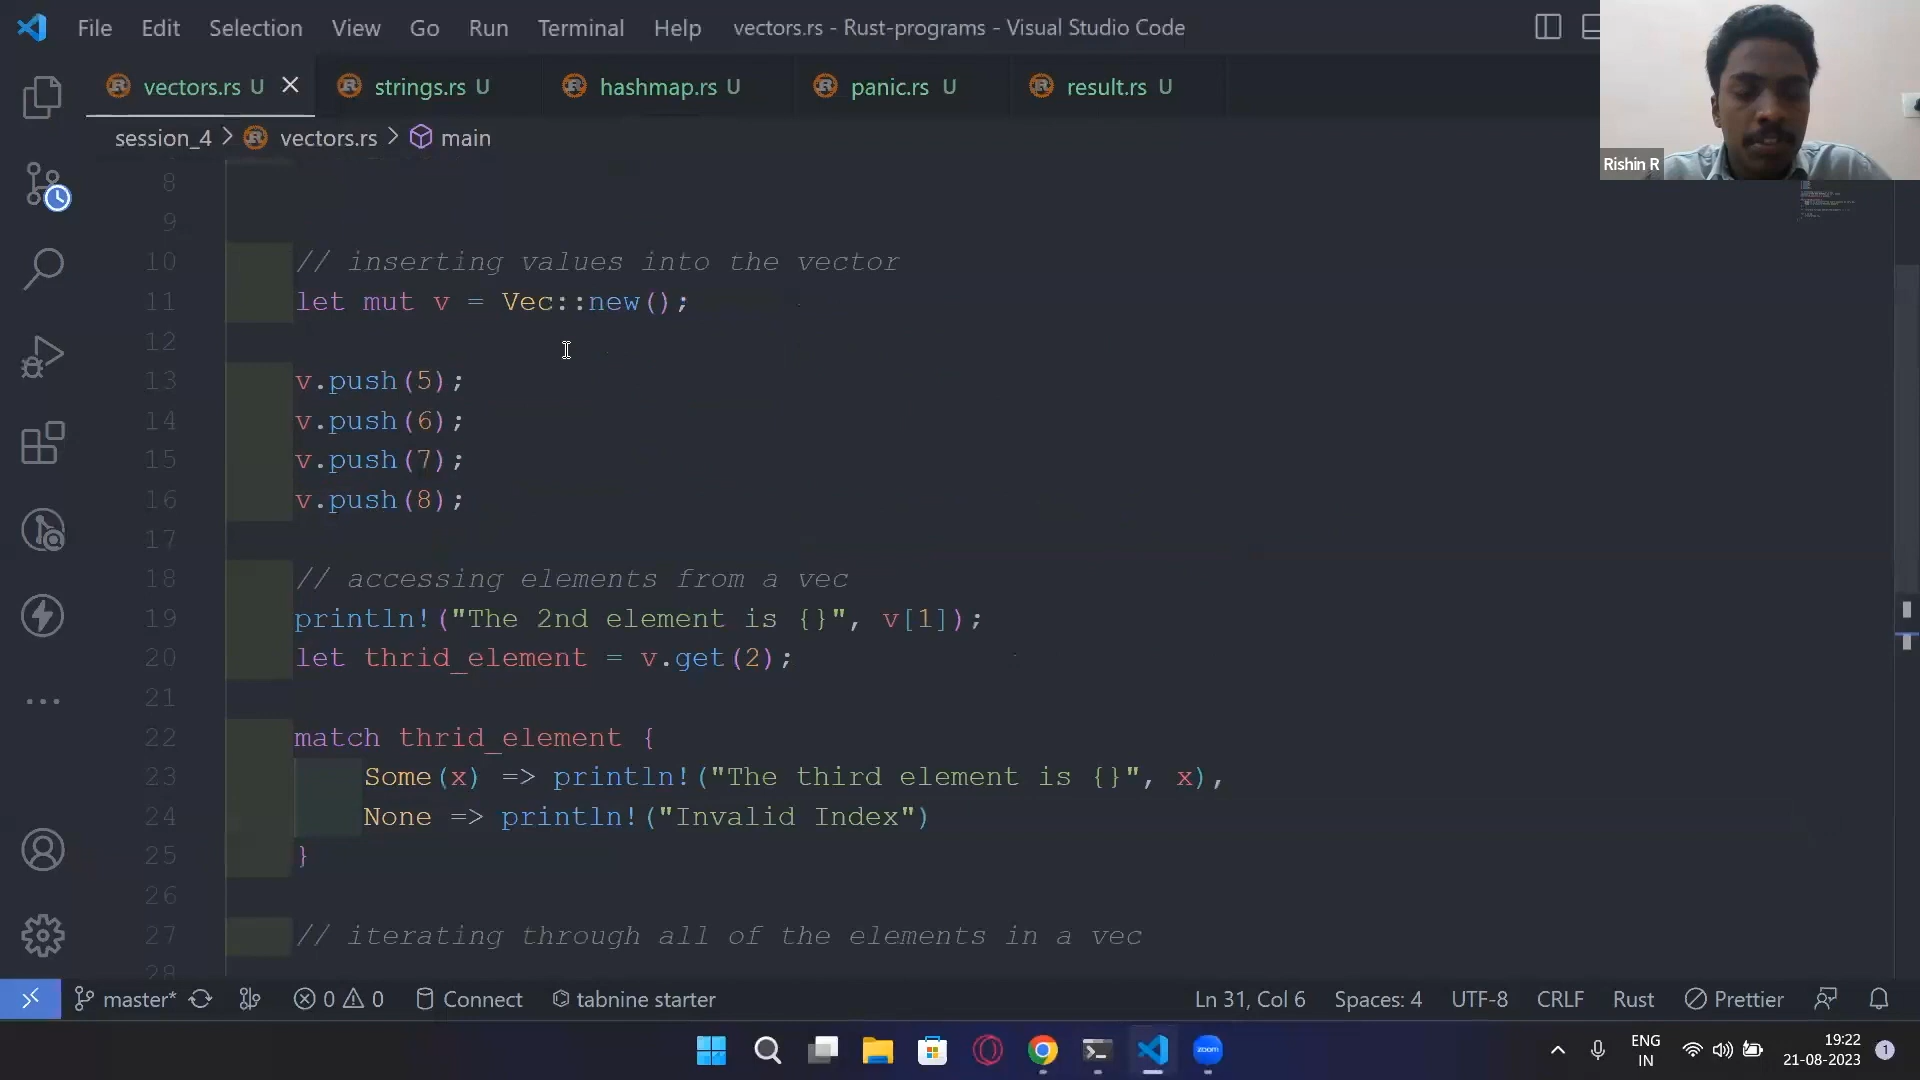 File Edit Selection View Go Run Terminal Help vectors.rs - Rust-programs - Visual Studio Code
vectors.rs U strings.rs U hashmap.rs U panic.rs U result.rs U
session_4 > vectors.rs > main
Rishin R
8
9
10 // inserting values into the vector
11 let mut v = Vec::new();
12
13 v.push(5);
14 v.push(6);
15 v.push(7);
16 v.push(8);
17
18 // accessing elements from a vec
19 println!("The 2nd element is {}", v[1]);
20 let thrid_element = v.get(2);
21
22 match thrid_element {
23 Some(x) => println!("The third element is {}", x),
24 None => println!("Invalid Index")
25 }
26
27 // iterating through all of the elements in a vec
28
master* 0 0 Connect tabnine starter Ln 31, Col 6 Spaces: 4 UTF-8 CRLF Rust Prettier
zoom
ENG
IN
19:22
21-08-2023
1